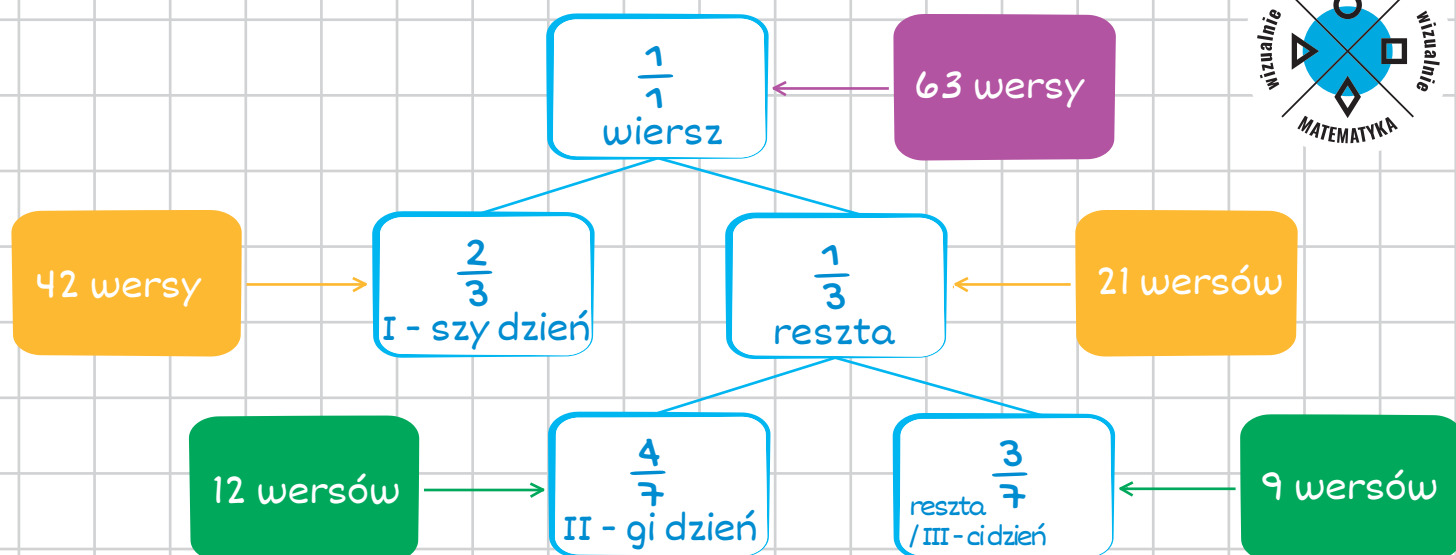 1
1
wiersz
63 wersy
wizualnie
wizualnie
MATEMATYKA
42 wersy
2
3
I - szy dzień
1
3
reszta
21 wersów
12 wersów
4
7
II - gi dzień
3
7
reszta
/ III - ci dzień
9 wersów